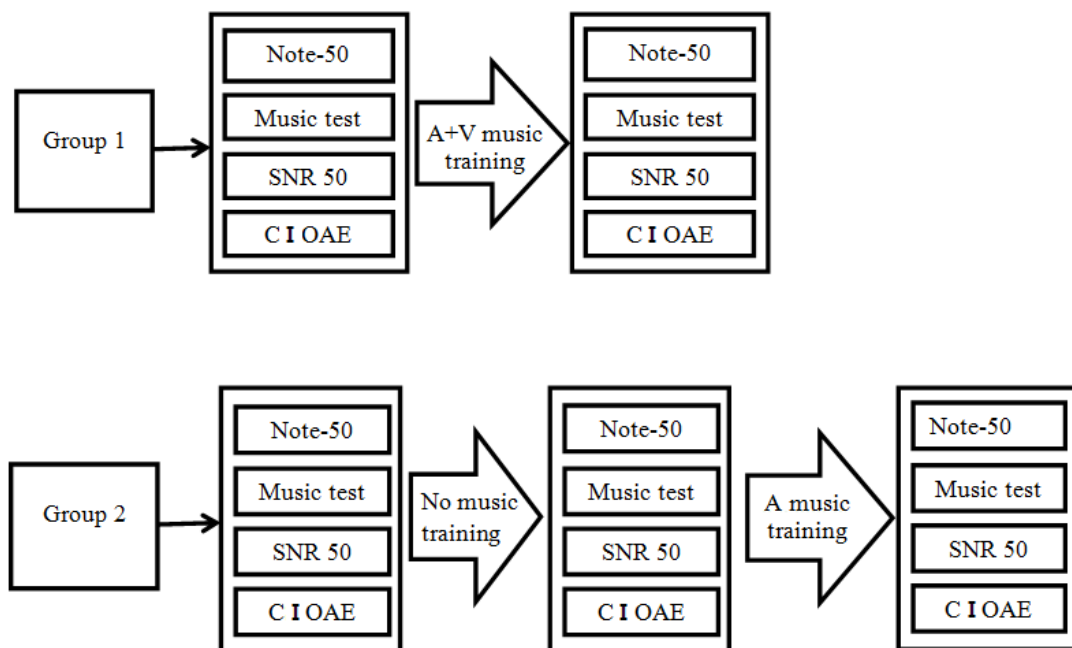 Group 1
Note-50
Music test
SNR 50
C I OAE
A+V music
training
Note-50
Music test
SNR 50
C I OAE
Group 2
Note-50
Music test
SNR 50
C I OAE
No music
training
Note-50
Music test
SNR 50
C I OAE
A music
training
Note-50
Music test
SNR 50
C I OAE